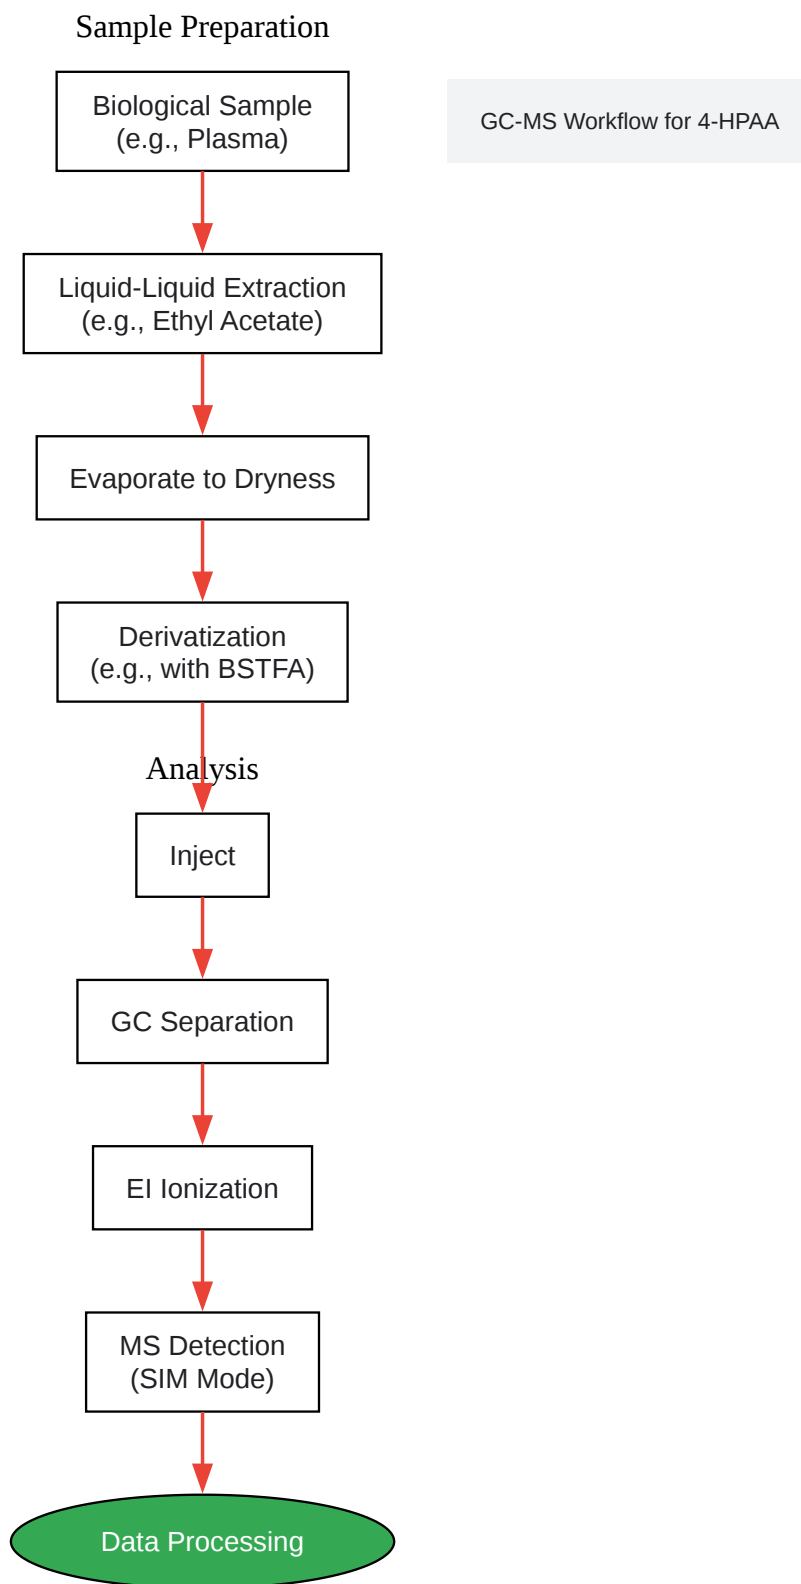 Sample Preparation
Biological Sample
(e.g., Plasma)
GC-MS Workflow for 4-HPAA
Liquid-Liquid Extraction
(e.g., Ethyl Acetate)
Evaporate to Dryness
Derivatization
(e.g., with BSTFA)
Analysis
Inject
GC Separation
EI Ionization
MS Detection
(SIM Mode)
Data Processing